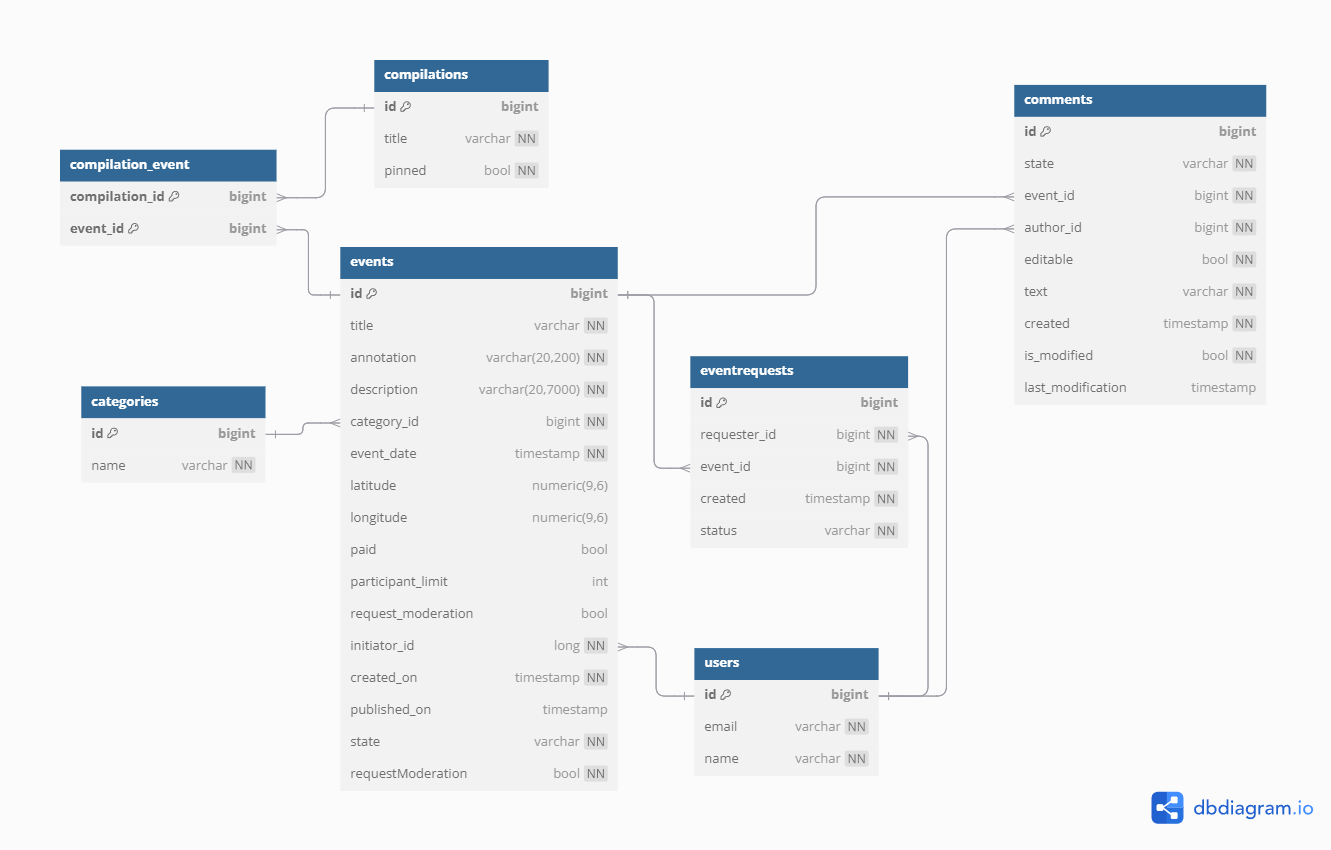 compilations
id bigint
title varchar NN
pinned bool NN
comments
id bigint
state varchar NN
event_id bigint NN
author_id bigint NN
editable bool NN
text varchar NN
created timestamp NN
is_modified bool NN
last_modification timestamp
compilation_event
compilation_id bigint
event_id bigint
events
id bigint
title varchar NN
annotation varchar(20,200) NN
description varchar(20,7000) NN
category_id bigint NN
event_date timestamp NN
latitude numeric(9,6)
longitude numeric(9,6)
paid bool
participant_limit int
request_moderation bool
initiator_id long NN
created_on timestamp NN
published_on timestamp
state varchar NN
requestModeration bool NN
eventrequests
id bigint
requester_id bigint NN
event_id bigint NN
created timestamp NN
status varchar NN
categories
id bigint
name varchar NN
users
id bigint
email varchar NN
name varchar NN
dbdiagram.io